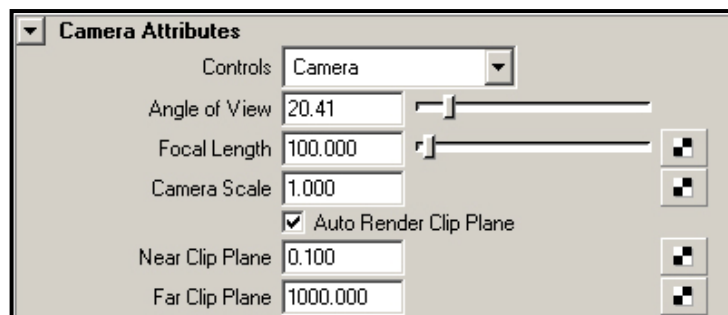 Camera Attributes
Controls Camera
Angle of View 20.41
Focal Length 100.000
Camera Scale 1.000
Auto Render Clip Plane
Near Clip Plane 0.100
Far Clip Plane 1000.000